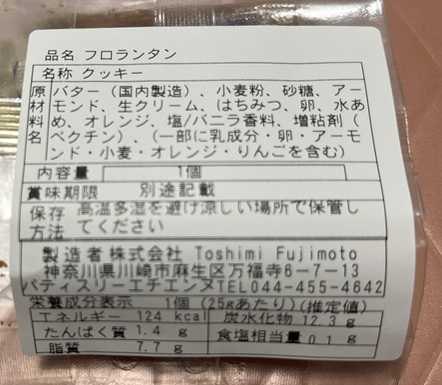 品名 フロランタン
名称 クッキー
原材料名 バター（国内製造）、小麦粉、砂糖、アー
モンド、生クリーム、はちみつ、卵、水あ
め、オレンジ、塩/バニラ香料、増粘剤（
ペクチン）、（一部に乳成分・卵・アーモ
ンド・小麦・オレンジ・りんごを含む）
内容量 1個
賞味期限 別途記載
保存方法 高温多湿を避け涼しい場所で保管し
てください
製造者 株式会社 Toshimi Fujimoto
神奈川県川崎市麻生区万福寺6-7-13
パティスリーエチエンヌTEL044-455-4642
栄養成分表示 1個（25gあたり）（推定値）
エネルギー 124 kcal 炭水化物 12.3 g
たんぱく質 1.4 g 食塩相当量 0.1 g
脂質 7.7 g